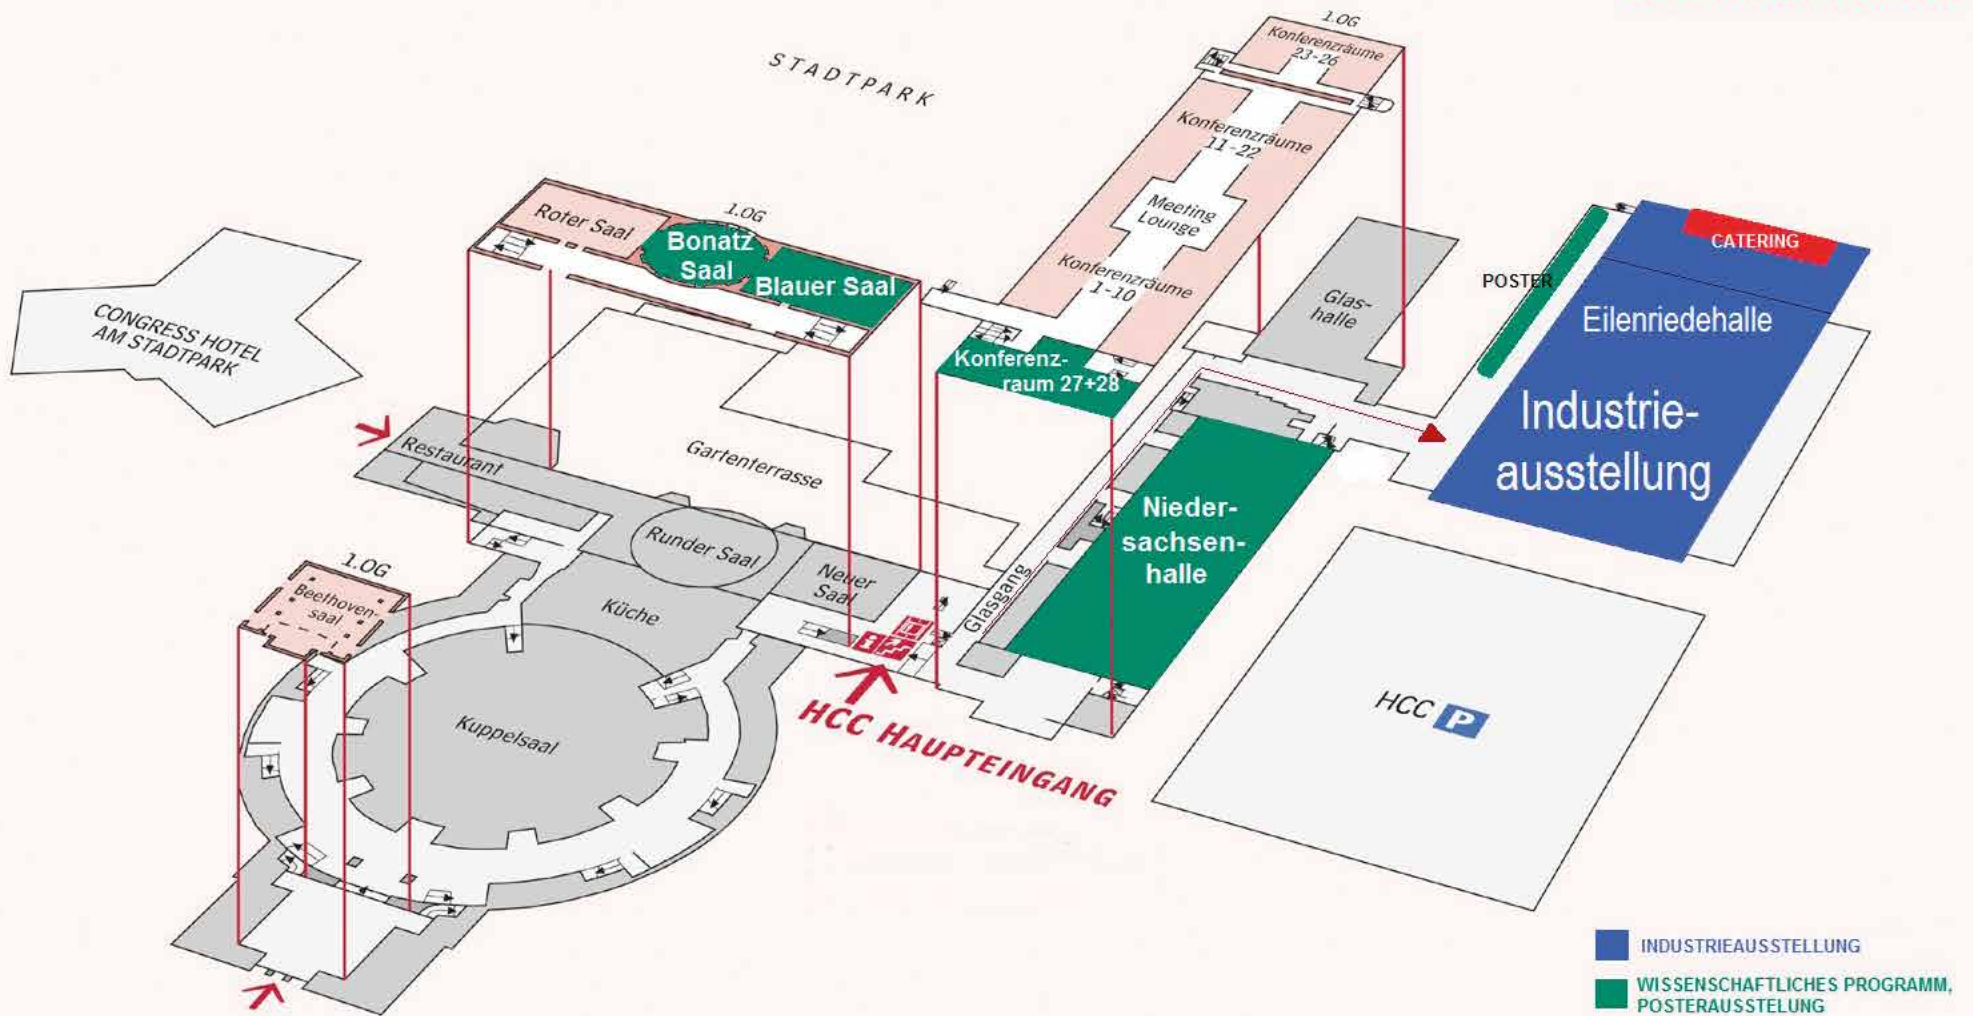 1.OG
Konferenzräume
23-26
STADTPARK
Konferenzräume
11-22
Meeting
Lounge
Konferenzräume
1-10
1.OG
Roter Saal
Bonatz
Saal
Blauer Saal
CATERING
POSTER
Eilenriedehalle
Industrie-
ausstellung
Glas-
halle
CONGRESS HOTEL
AM STADTPARK
Konferenz-
raum 27+28
Restaurant
Gartenterrasse
Runder Saal
Neuer
Saal
Küche
Glasgang
Nieder-
sachsen-
halle
1.OG
Beethoven-
saal
Kuppelsaal
HCC HAUPTEINGANG
HCC P
INDUSTRIEAUSSTELLUNG
WISSENSCHAFTLICHES PROGRAMM,
POSTERAUSSTELUNG